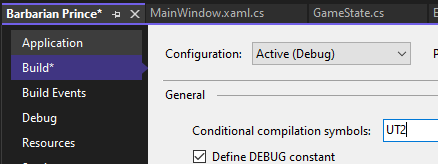 Barbarian Prince* MainWindow.xaml.cs GameState.cs
Application
Configuration: Active (Debug)
Build*
Build Events
General
Debug
Conditional compilation symbols: UT2
Resources
Define DEBUG constant